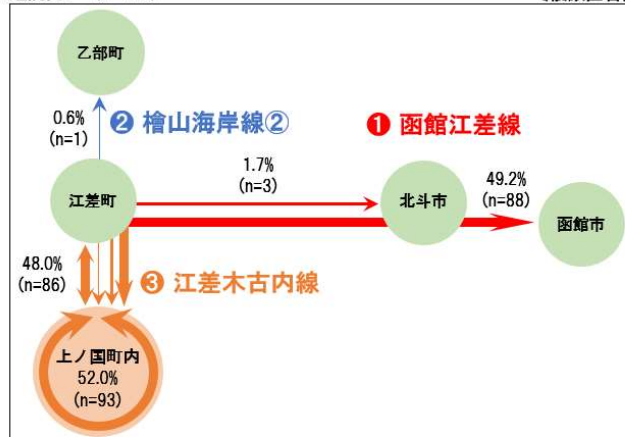 乙部町
0.6%
(n=1)
❷ 檜山海岸線②
❶ 函館江差線
1.7%
(n=3)
49.2%
(n=88)
江差町
北斗市
函館市
48.0%
(n=86)
❸ 江差木古内線
上ノ国町内
52.0%
(n=93)